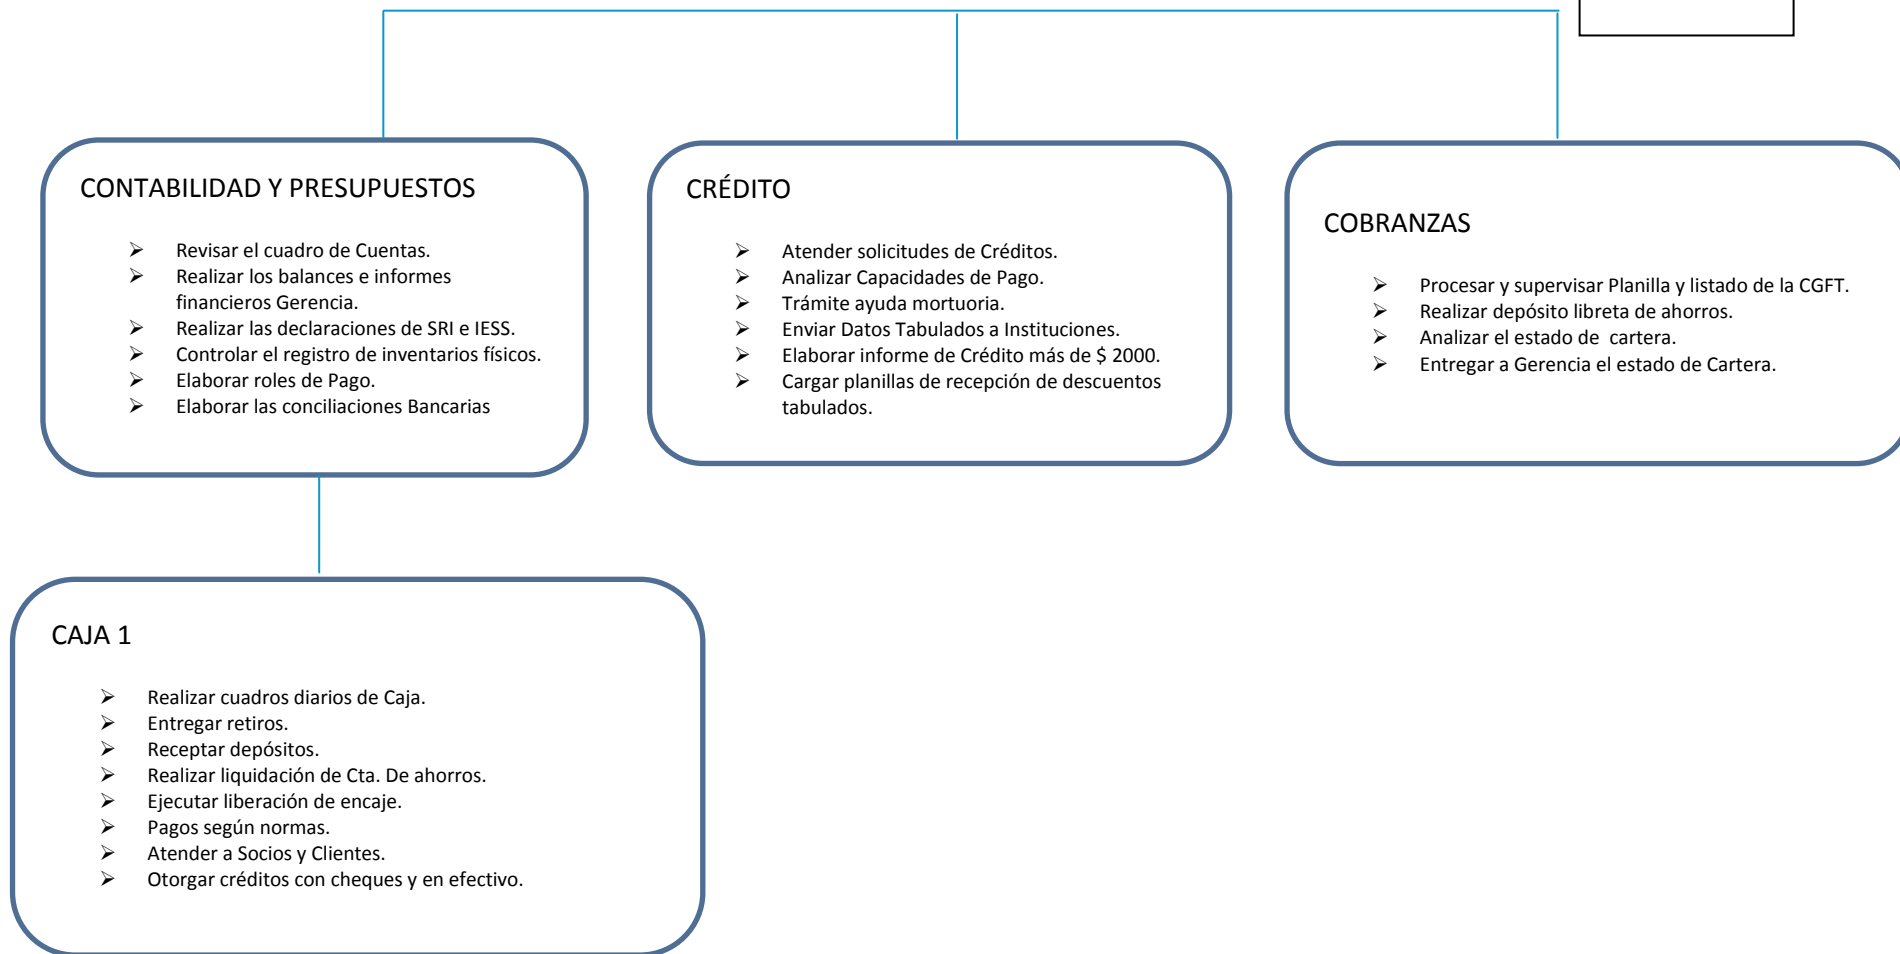 CONTABILIDAD Y PRESUPUESTOS
➢ Revisar el cuadro de Cuentas.
➢ Realizar los balances e informes
financieros Gerencia.
➢ Realizar las declaraciones de SRI e IESS.
➢ Controlar el registro de inventarios físicos.
➢ Elaborar roles de Pago.
➢ Elaborar las conciliaciones Bancarias
CRÉDITO
➢ Atender solicitudes de Créditos.
➢ Analizar Capacidades de Pago.
➢ Trámite ayuda mortuoria.
➢ Enviar Datos Tabulados a Instituciones.
➢ Elaborar informe de Crédito más de $ 2000.
➢ Cargar planillas de recepción de descuentos
tabulados.
COBRANZAS
➢ Procesar y supervisar Planilla y listado de la CGFT.
➢ Realizar depósito libreta de ahorros.
➢ Analizar el estado de cartera.
➢ Entregar a Gerencia el estado de Cartera.
CAJA 1
➢ Realizar cuadros diarios de Caja.
➢ Entregar retiros.
➢ Receptar depósitos.
➢ Realizar liquidación de Cta. De ahorros.
➢ Ejecutar liberación de encaje.
➢ Pagos según normas.
➢ Atender a Socios y Clientes.
➢ Otorgar créditos con cheques y en efectivo.